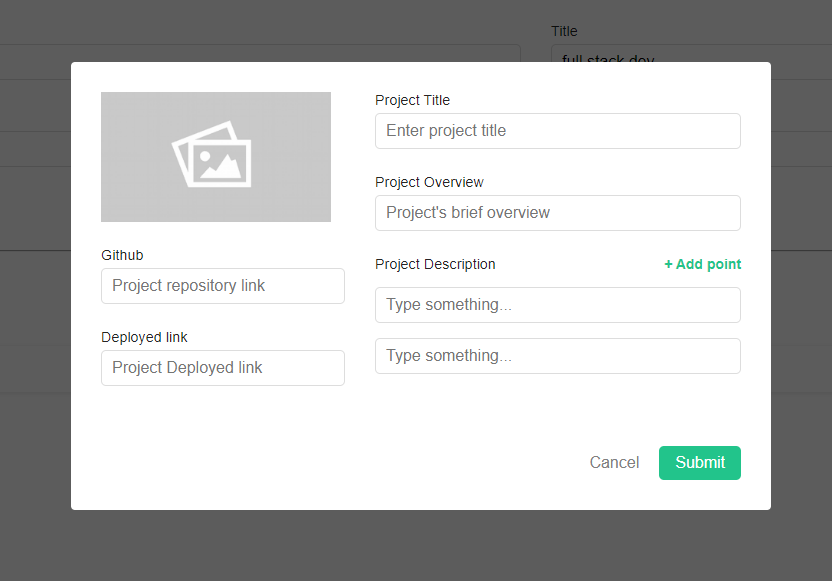 Title
full stack dev
Project Title
Enter project title
Project Overview
Project's brief overview
Github
Project repository link
Project Description
+ Add point
Type something...
Deployed link
Project Deployed link
Type something...
Cancel
Submit